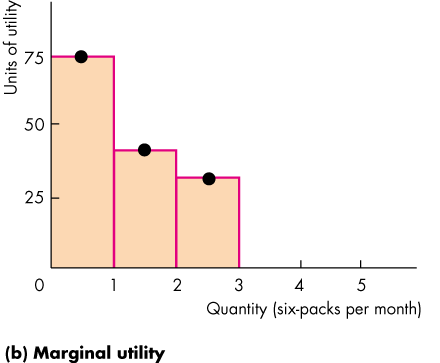 Units of utility
75
50
25
0 1 2 3 4 5
Quantity (six-packs per month)
(b) Marginal utility